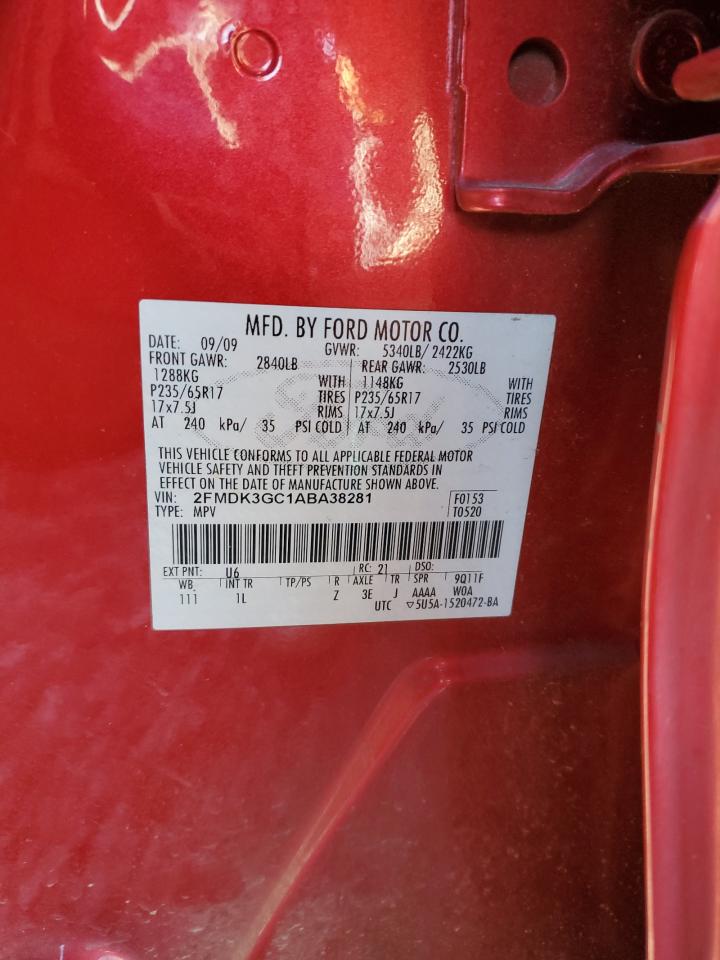 MFD. BY FORD MOTOR CO.
DATE: 09/09 GVWR: 5340LB/ 2422KG
FRONT GAWR: 2840LB REAR GAWR: 2530LB
1288KG WITH 1148KG WITH
P235/65R17 TIRES P235/65R17 TIRES
17x7.5J RIMS 17x7.5J RIMS
AT 240 kPa/ 35 PSI COLD AT 240 kPa/ 35 PSI COLD
Ford
THIS VEHICLE CONFORMS TO ALL APPLICABLE FEDERAL MOTOR
VEHICLE SAFETY AND THEFT PREVENTION STANDARDS IN
EFFECT ON THE DATE OF MANUFACTURE SHOWN ABOVE.
VIN: 2FMDK3GC1ABA38281 F0153
TYPE: MPV T0520
EXT PNT: U6 RC: 21 DSO:
WB INT TR TP/PS R AXLE TR SPR 9Q11F
111 1L Z 3E J AAAA W0A
UTC ▽5U5A-1520472-BA